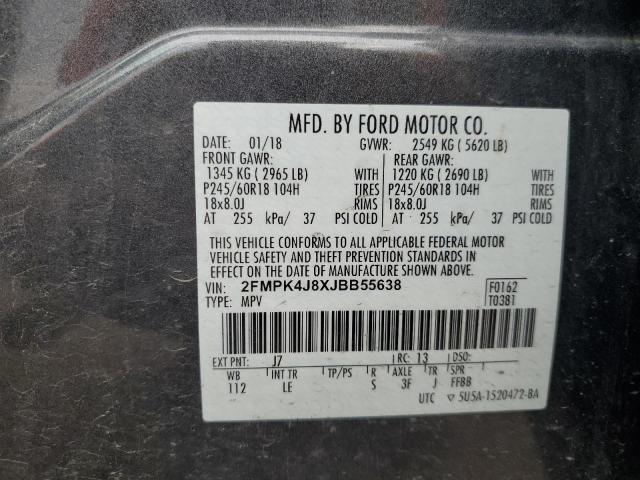 MFD. BY FORD MOTOR CO.
DATE: 01/18 GVWR: 2549 KG ( 5620 LB)
FRONT GAWR: REAR GAWR:
1345 KG ( 2965 LB) WITH 1220 KG ( 2690 LB) WITH
P245/60R18 104H TIRES P245/60R18 104H TIRES
18x8.0J RIMS 18x8.0J RIMS
AT 255 kPa/ 37 PSI COLD AT 255 kPa/ 37 PSI COLD
THIS VEHICLE CONFORMS TO ALL APPLICABLE FEDERAL MOTOR
VEHICLE SAFETY AND THEFT PREVENTION STANDARDS IN
EFFECT ON THE DATE OF MANUFACTURE SHOWN ABOVE.
VIN: 2FMPK4J8XJBB55638 F0162
TYPE: MPV T0381
EXT PNT: J7 RC: 13 DSO:
WB INT TR TP/PS R AXLE TR SPR
112 LE S 3F J FFBB
UTC ▽ 5U5A-1520472-BA